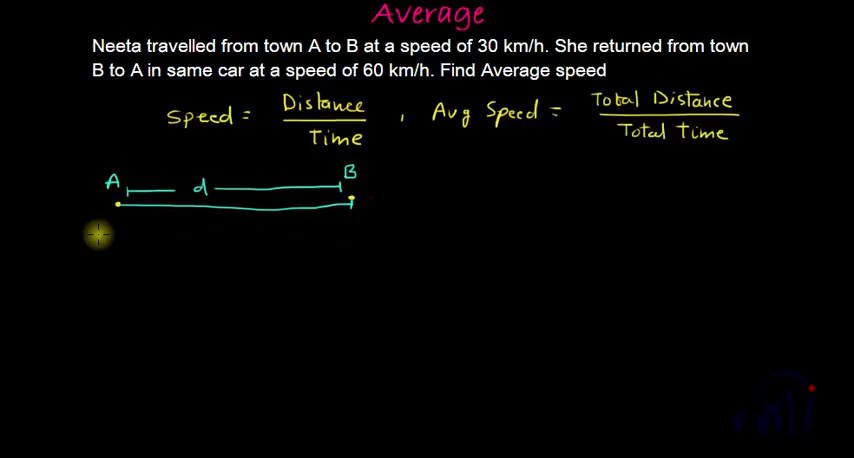 Average
Neeta travelled from town A to B at a speed of 30 km/h. She returned from town
B to A in same car at a speed of 60 km/h. Find Average speed
Speed = Distance / Time , Avg Speed = Total Distance / Total Time
A d B